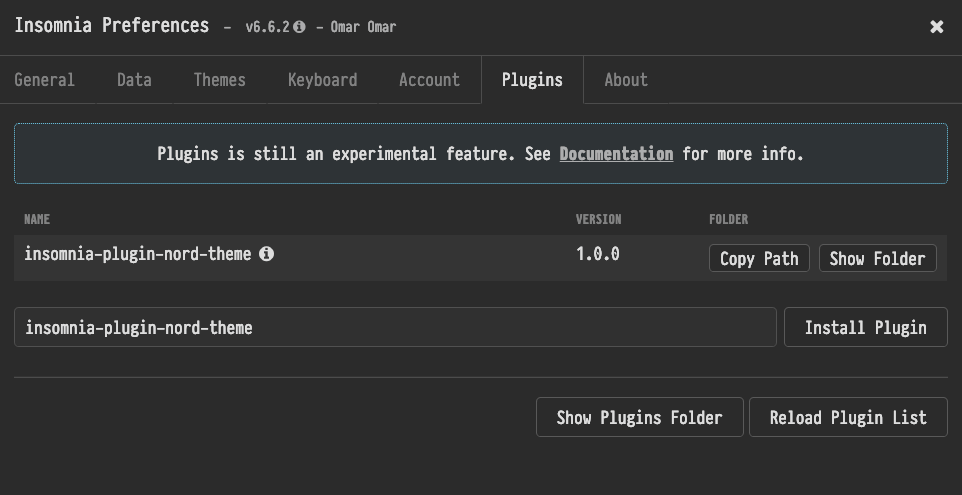 Insomnia Preferences – v6.6.2 – Omar Omar
General Data Themes Keyboard Account Plugins About
Plugins is still an experimental feature. See Documentation for more info.
NAME VERSION FOLDER
insomnia-plugin-nord-theme 1.0.0 Copy Path Show Folder
insomnia-plugin-nord-theme Install Plugin
Show Plugins Folder Reload Plugin List